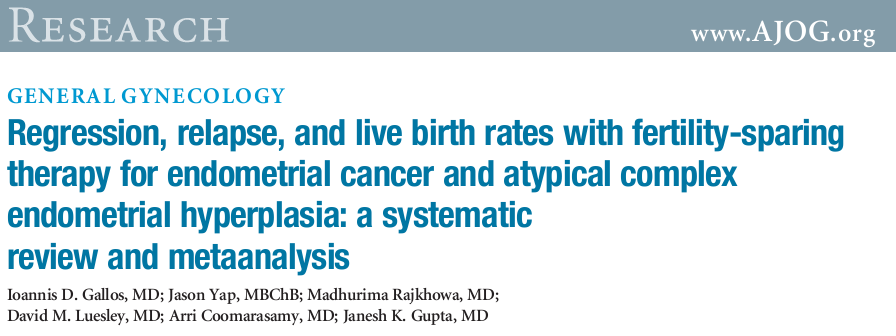 RESEARCH www.AJOG.org
GENERAL GYNECOLOGY
Regression, relapse, and live birth rates with fertility-sparing
therapy for endometrial cancer and atypical complex
endometrial hyperplasia: a systematic
review and metaanalysis
Ioannis D. Gallos, MD; Jason Yap, MBChB; Madhurima Rajkhowa, MD;
David M. Luesley, MD; Arri Coomarasamy, MD; Janesh K. Gupta, MD